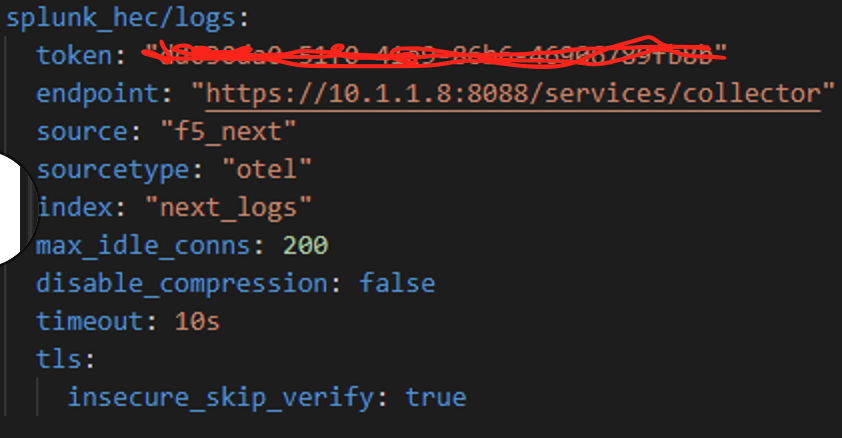 splunk_hec/logs:
token:
endpoint: "https://10.1.1.8:8088/services/collector"
source: "f5_next"
sourcetype: "otel"
index: "next_logs"
max_idle_conns: 200
disable_compression: false
timeout: 10s
tls:
insecure_skip_verify: true